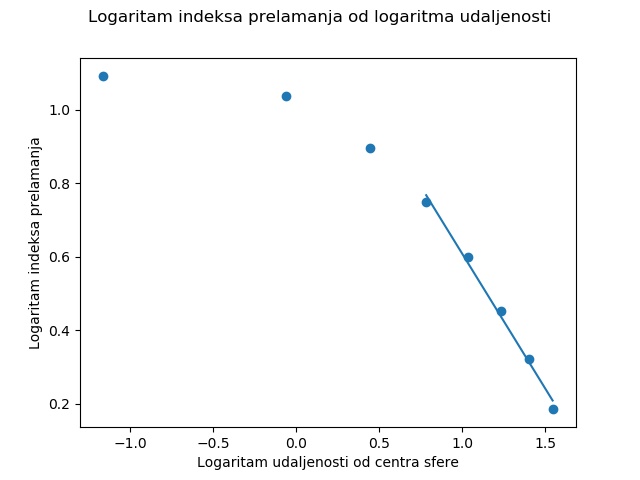 Logaritam indeksa prelamanja od logaritma udaljenosti
Logaritam indeksa prelamanja
1.0
0.8
0.6
0.4
0.2
−1.0 −0.5 0.0 0.5 1.0 1.5
Logaritam udaljenosti od centra sfere